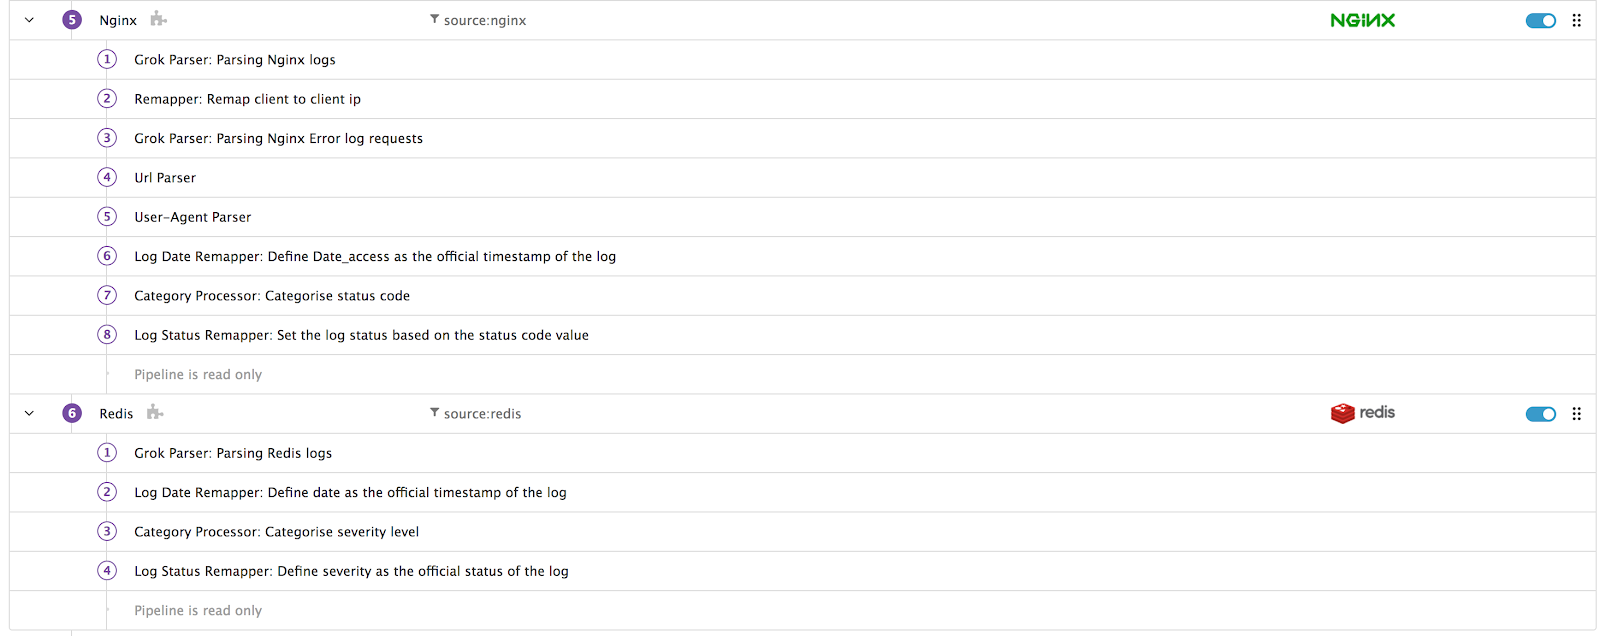 5 Nginx source:nginx NGINX
1 Grok Parser: Parsing Nginx logs
2 Remapper: Remap client to client ip
3 Grok Parser: Parsing Nginx Error log requests
4 Url Parser
5 User-Agent Parser
6 Log Date Remapper: Define Date_access as the official timestamp of the log
7 Category Processor: Categorise status code
8 Log Status Remapper: Set the log status based on the status code value
Pipeline is read only
6 Redis source:redis redis
1 Grok Parser: Parsing Redis logs
2 Log Date Remapper: Define date as the official timestamp of the log
3 Category Processor: Categorise severity level
4 Log Status Remapper: Define severity as the official status of the log
Pipeline is read only